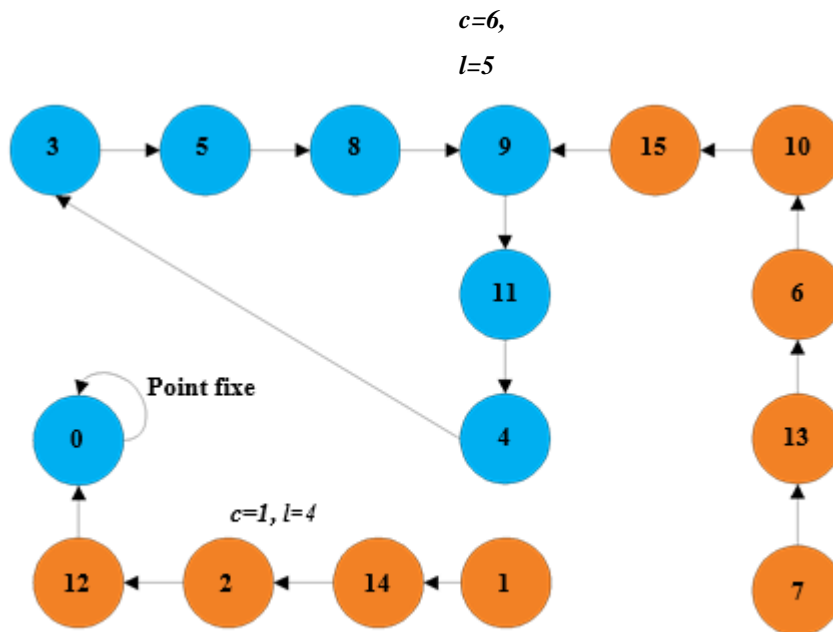 c=6,
l=5
3 5 8 9 15 10
11 6
Point fixe
0 4 13
c=1, l=4
12 2 14 1 7